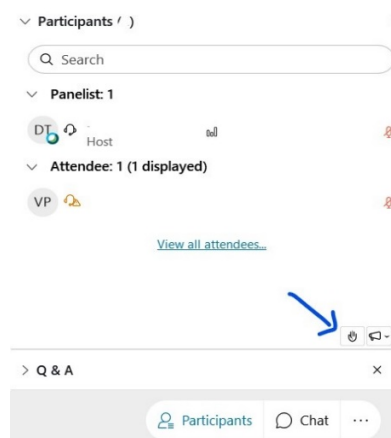 Participants ( )
Search
Panelist: 1
DT
Host
Attendee: 1 (1 displayed)
VP
View all attendees...
Q & A
Participants
Chat